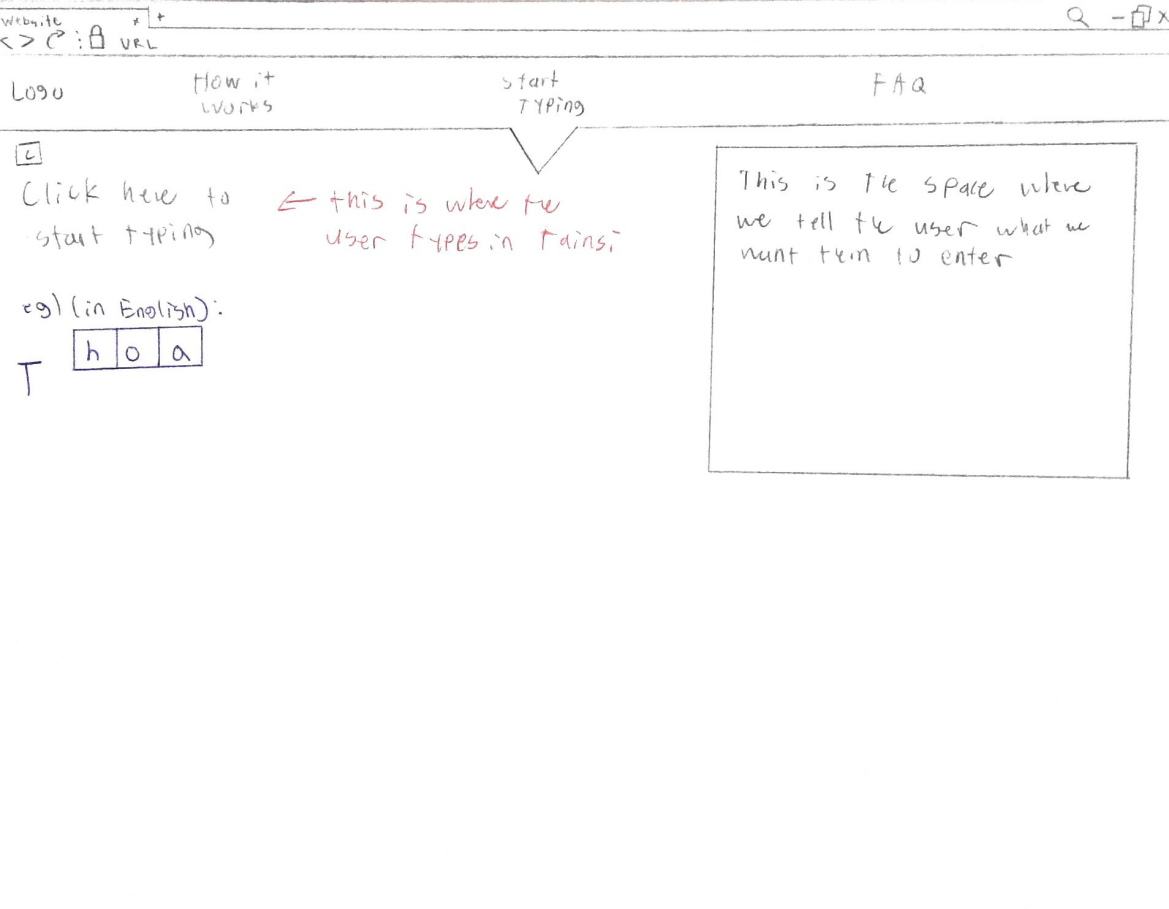 Website x +
< > : URL - x
Logo
How it
works
Start
Typing
FAQ
Click here to
start typing
← this is where the
user types in tainsi
eg) (in English):
h o a
T
This is the space where
we tell the user what we
want them to enter